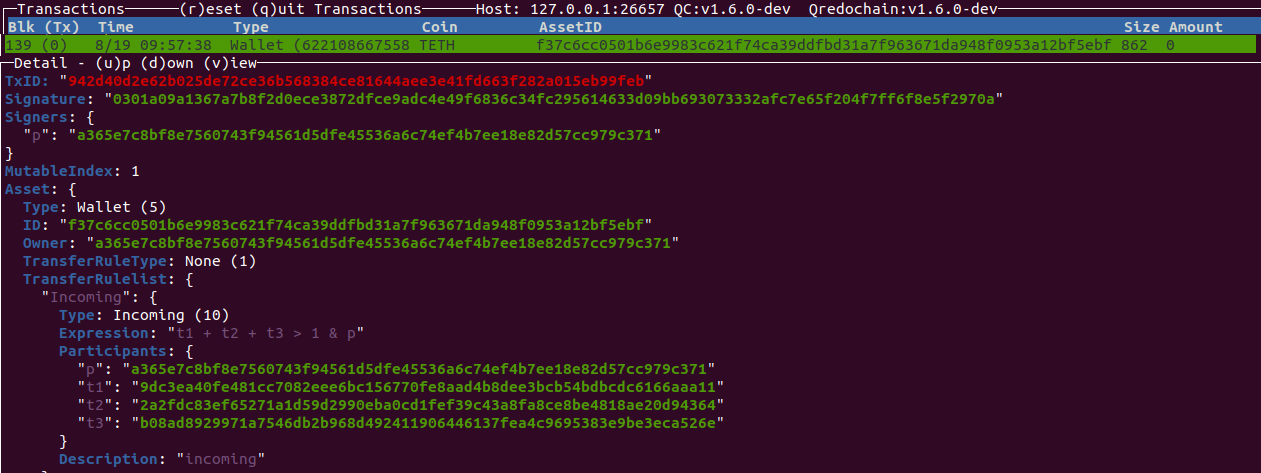 Transactions (r)eset (q)uit Transactions Host: 127.0.0.1:26657 QC:v1.6.0-dev Qredochain:v1.6.0-dev
Blk (Tx) Time Type Coin AssetID Size Amount
139 (0) 8/19 09:57:38 Wallet (622108667558 TETH f37c6cc0501b6e9983c621f74ca39ddfbd31a7f963671da948f0953a12bf5ebf 862 0
Detail - (u)p (d)own (v)iew
TxID: "942d40d2e62b025de72ce36b568384ce81644aee3e41fd663f282a015eb99feb"
Signature: "0301a09a1367a7b8f2d0ece3872dfce9adc4e49f6836c34fc295614633d09bb693073332afc7e65f204f7ff6f8e5f2970a"
Signers: {
"p": "a365e7c8bf8e7560743f94561d5dfe45536a6c74ef4b7ee18e82d57cc979c371"
}
MutableIndex: 1
Asset: {
Type: Wallet (5)
ID: "f37c6cc0501b6e9983c621f74ca39ddfbd31a7f963671da948f0953a12bf5ebf"
Owner: "a365e7c8bf8e7560743f94561d5dfe45536a6c74ef4b7ee18e82d57cc979c371"
TransferRuleType: None (1)
TransferRulelist: {
"Incoming": {
Type: Incoming (10)
Expression: "t1 + t2 + t3 > 1 & p"
Participants: {
"p": "a365e7c8bf8e7560743f94561d5dfe45536a6c74ef4b7ee18e82d57cc979c371"
"t1": "9dc3ea40fe481cc7082eee6bc156770fe8aad4b8dee3bcb54bdbcdc6166aaa11"
"t2": "2a2fdc83ef65271a1d59d2990eba0cd1fef39c43a8fa8ce8be4818ae20d94364"
"t3": "b08ad8929971a7546db2b968d492411906446137fea4c9695383e9be3eca526e"
}
Description: "incoming"